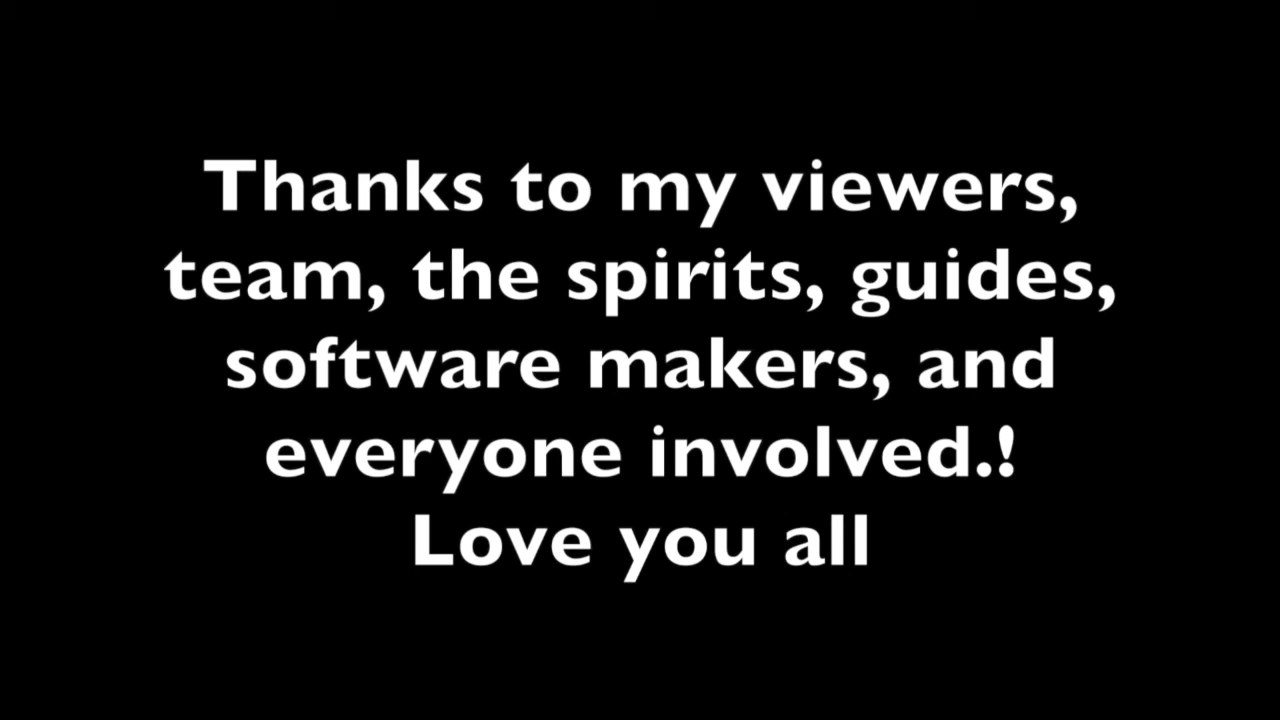 Thanks to my viewers,
team, the spirits, guides,
software makers, and
everyone involved.!
Love you all